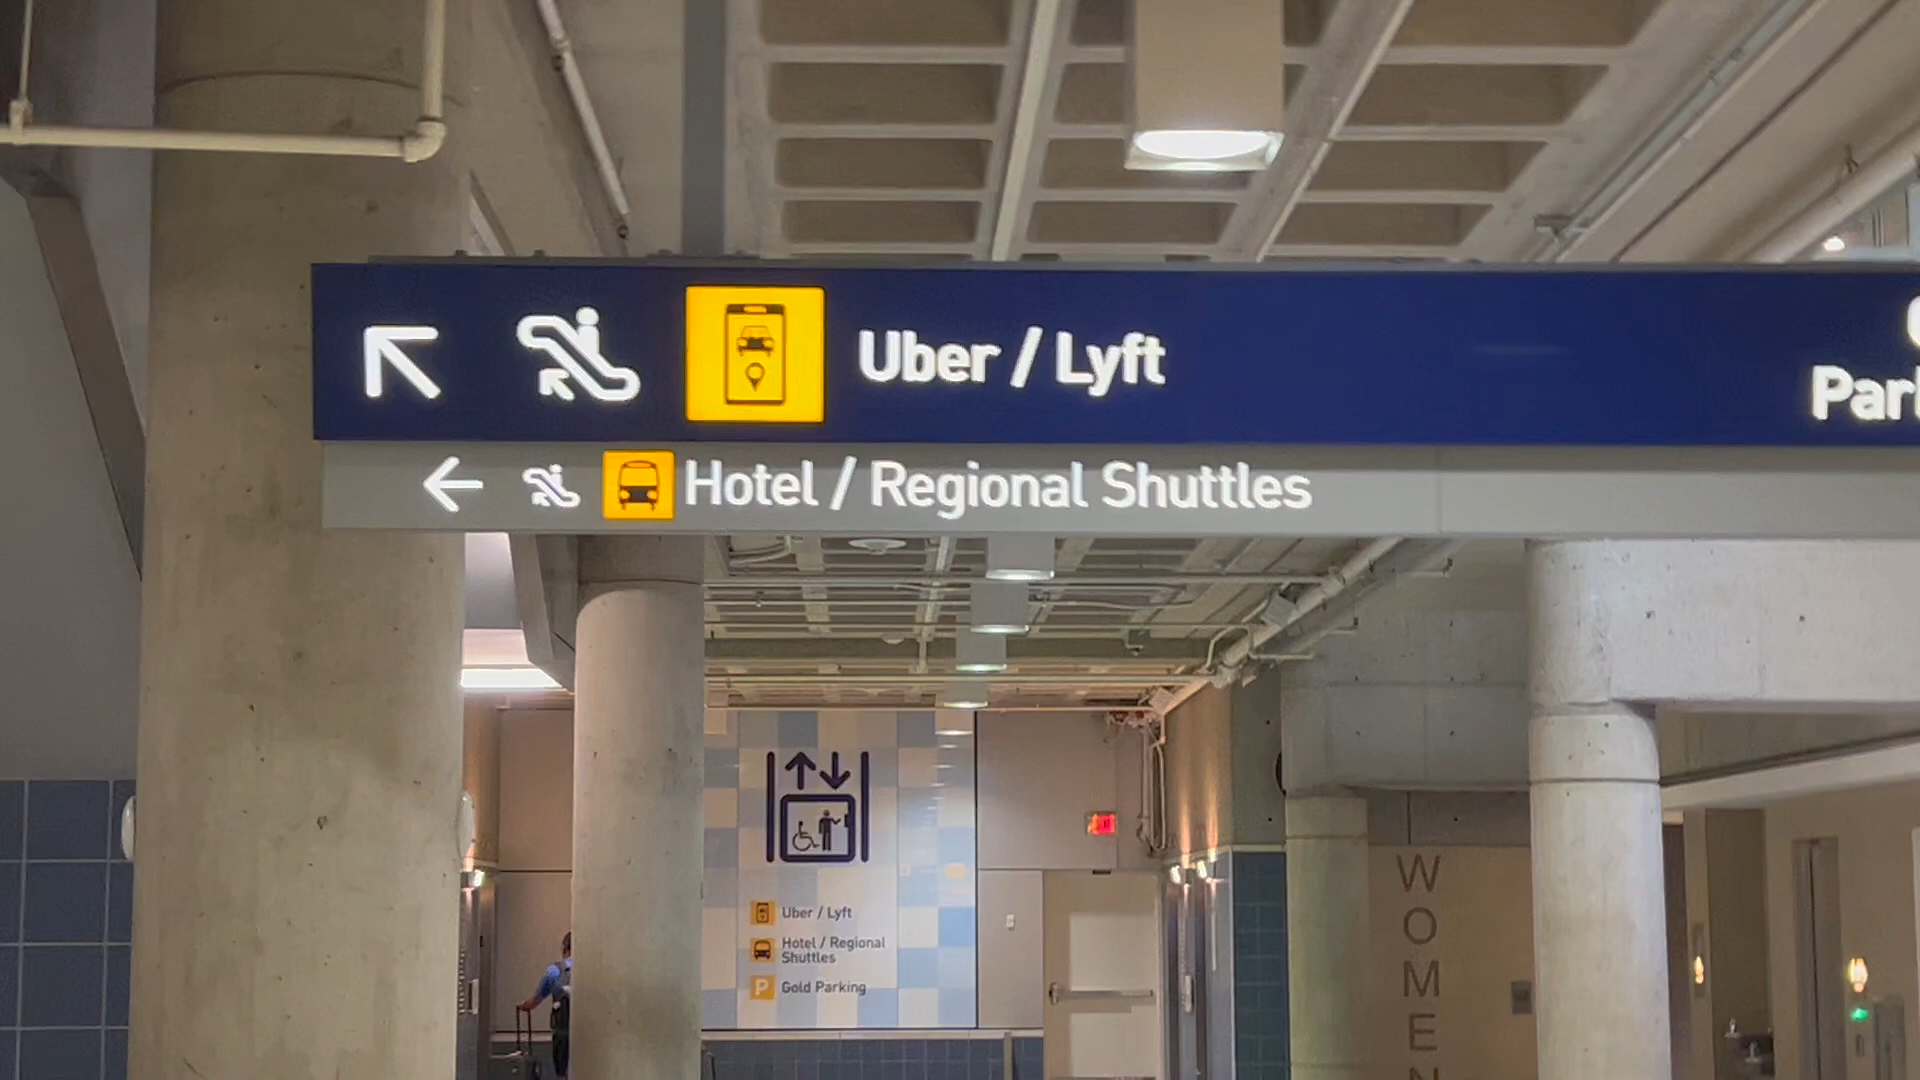 Uber / Lyft
Hotel / Regional Shuttles
Uber / Lyft
Hotel / Regional
Shuttles
P Gold Parking
WOMEN